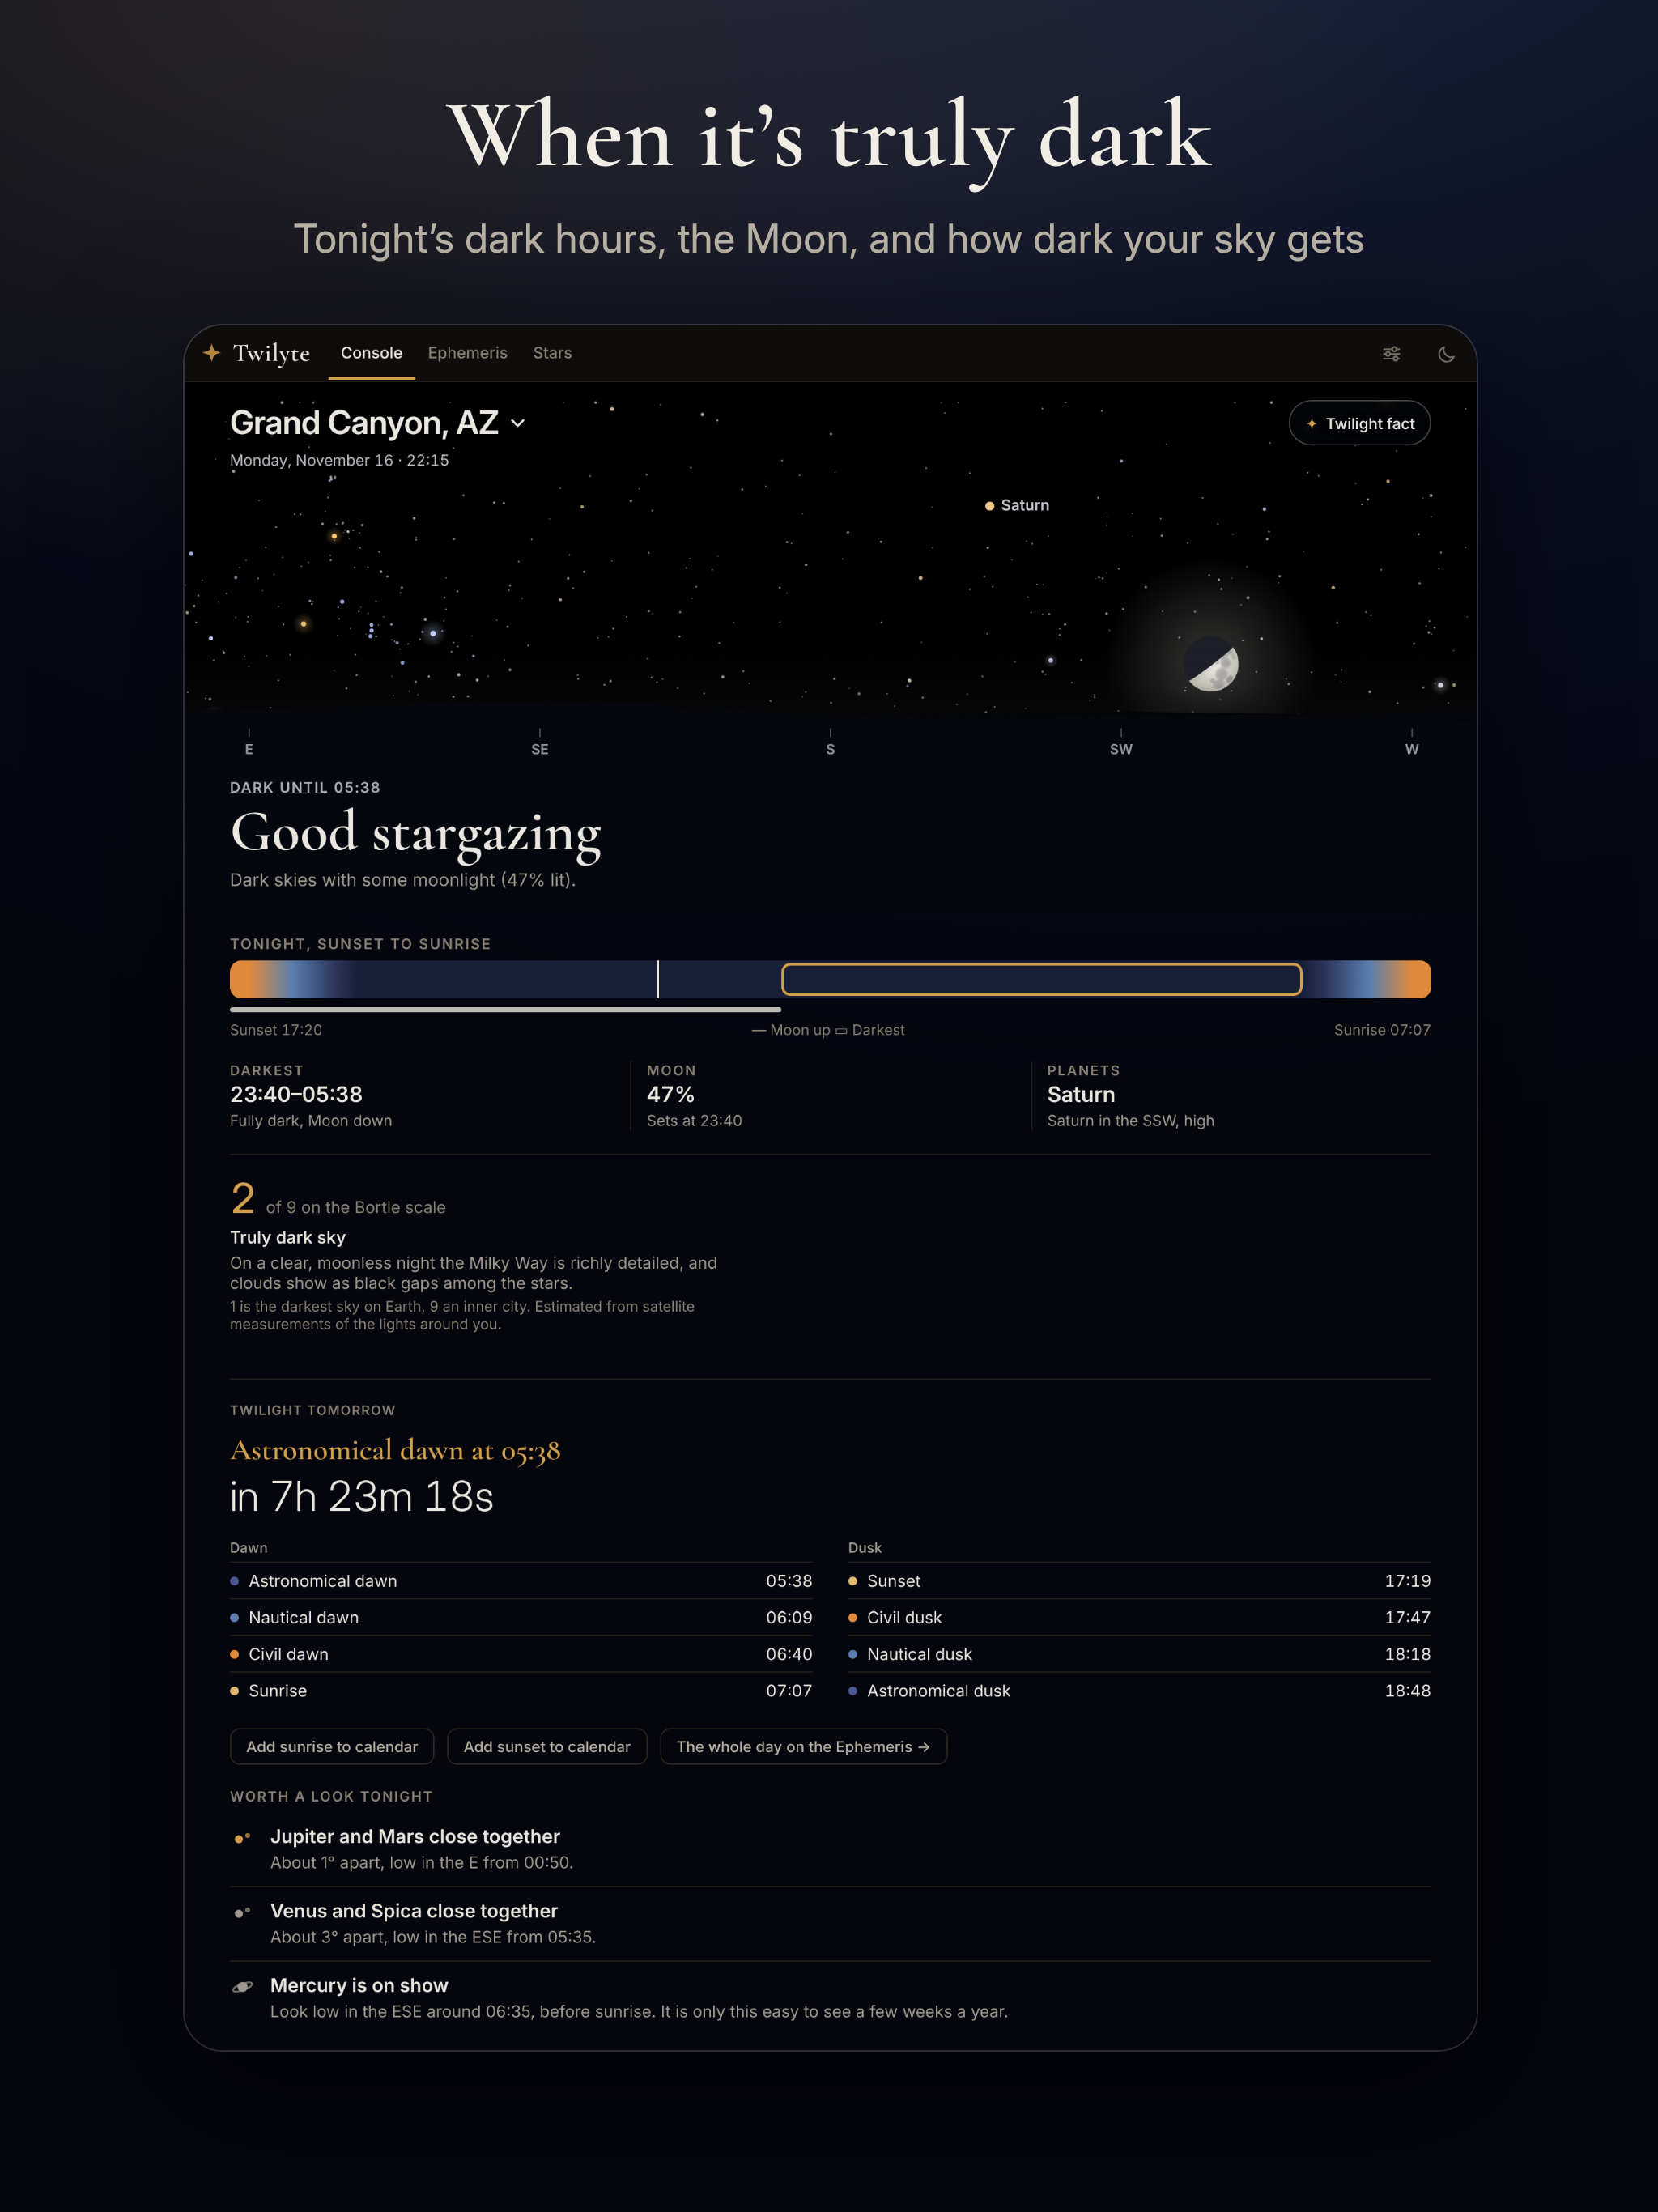 When it's truly dark
Tonight's dark hours, the Moon, and how dark your sky gets
Twilyte Console Ephemeris Stars
Grand Canyon, AZ
Twilight fact
Monday, November 16 · 22:15
Saturn
E SE S SW W
DARK UNTIL 05:38
Good stargazing
Dark skies with some moonlight (47% lit).
TONIGHT, SUNSET TO SUNRISE
Sunset 17:20 — Moon up ▭ Darkest Sunrise 07:07
DARKEST MOON PLANETS
23:40–05:38 47% Saturn
Fully dark, Moon down Sets at 23:40 Saturn in the SSW, high
2 of 9 on the Bortle scale
Truly dark sky
On a clear, moonless night the Milky Way is richly detailed, and
clouds show as black gaps among the stars.
1 is the darkest sky on Earth, 9 an inner city. Estimated from satellite
measurements of the lights around you.
TWILIGHT TOMORROW
Astronomical dawn at 05:38
in 7h 23m 18s
Dawn Dusk
Astronomical dawn 05:38 Sunset 17:19
Nautical dawn 06:09 Civil dusk 17:47
Civil dawn 06:40 Nautical dusk 18:18
Sunrise 07:07 Astronomical dusk 18:48
Add sunrise to calendar Add sunset to calendar The whole day on the Ephemeris →
WORTH A LOOK TONIGHT
Jupiter and Mars close together
About 1° apart, low in the E from 00:50.
Venus and Spica close together
About 3° apart, low in the ESE from 05:35.
Mercury is on show
Look low in the ESE around 06:35, before sunrise. It is only this easy to see a few weeks a year.